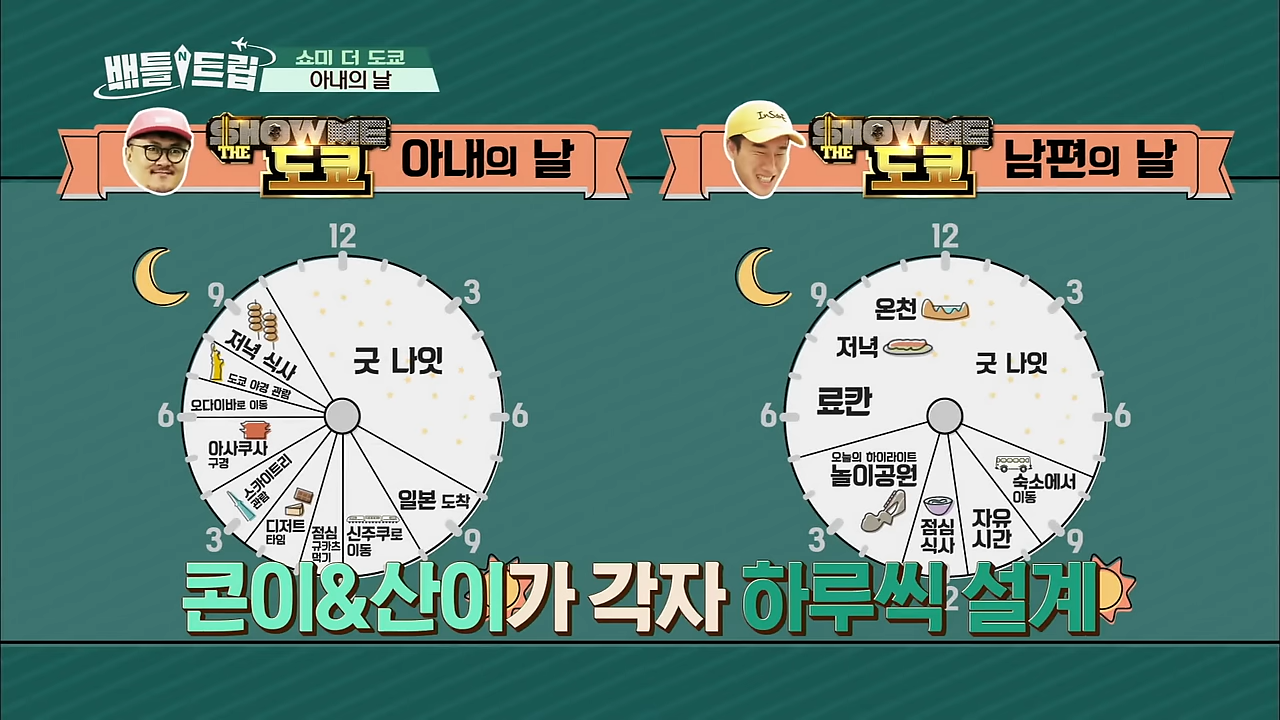 배틀N트립
쇼미 더 도쿄
아내의 날
SHOW ME
THE 도쿄
아내의 날
InSane
SHOW ME
THE 도쿄
남편의 날
12
3
6
9
3
6
9
굿 나잇
일본 도착
신주쿠로
이동
점심
규카츠
먹기
디저트
타임
스카이트리
관람
아사쿠사
구경
오다이바로 이동
도쿄 야경 관람
저녁 식사
12
3
6
9
2
3
6
9
굿 나잇
숙소에서
이동
자유
시간
점심
식사
오늘의 하이라이트
놀이공원
료칸
저녁
온천
콘이&산이가 각자 하루씩 설계